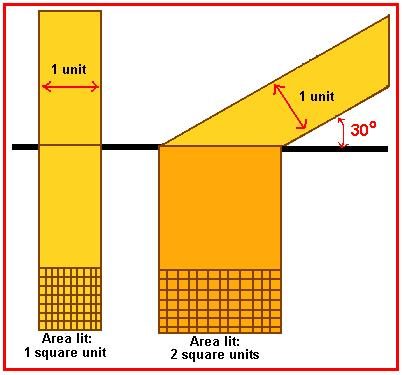 1 unit
1 unit
30°
Area lit:
1 square unit
Area lit:
2 square units